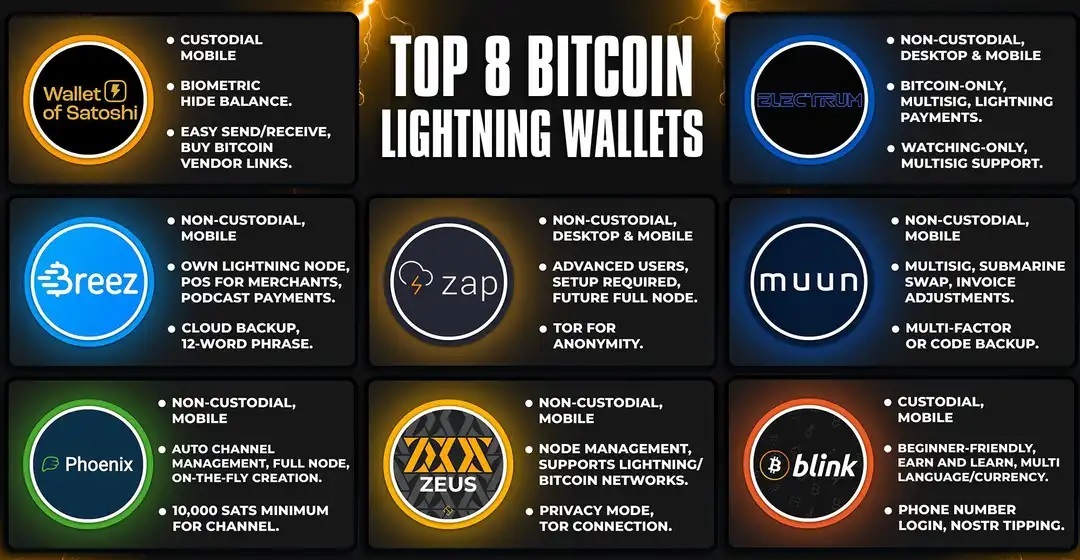 TOP 8 BITCOIN
LIGHTNING WALLETS
Wallet
of Satoshi
CUSTODIAL
MOBILE
BIOMETRIC
HIDE BALANCE.
EASY SEND/RECEIVE,
BUY BITCOIN
VENDOR LINKS.
ELECTRUM
NON-CUSTODIAL,
DESKTOP & MOBILE
BITCOIN-ONLY,
MULTISIG, LIGHTNING
PAYMENTS.
WATCHING-ONLY,
MULTISIG SUPPORT.
Breez
NON-CUSTODIAL,
MOBILE
OWN LIGHTNING NODE,
POS FOR MERCHANTS,
PODCAST PAYMENTS.
CLOUD BACKUP,
12-WORD PHRASE.
zap
NON-CUSTODIAL,
DESKTOP & MOBILE
ADVANCED USERS,
SETUP REQUIRED,
FUTURE FULL NODE.
TOR FOR
ANONYMITY.
muun
NON-CUSTODIAL,
MOBILE
MULTISIG, SUBMARINE
SWAP, INVOICE
ADJUSTMENTS.
MULTI-FACTOR
OR CODE BACKUP.
Phoenix
NON-CUSTODIAL,
MOBILE
AUTO CHANNEL
MANAGEMENT, FULL NODE,
ON-THE-FLY CREATION.
10,000 SATS MINIMUM
FOR CHANNEL.
ZEUS
NON-CUSTODIAL,
MOBILE
NODE MANAGEMENT,
SUPPORTS LIGHTNING/
BITCOIN NETWORKS.
PRIVACY MODE,
TOR CONNECTION.
blink
CUSTODIAL,
MOBILE
BEGINNER-FRIENDLY,
EARN AND LEARN, MULTI
LANGUAGE/CURRENCY.
PHONE NUMBER
LOGIN, NOSTR TIPPING.